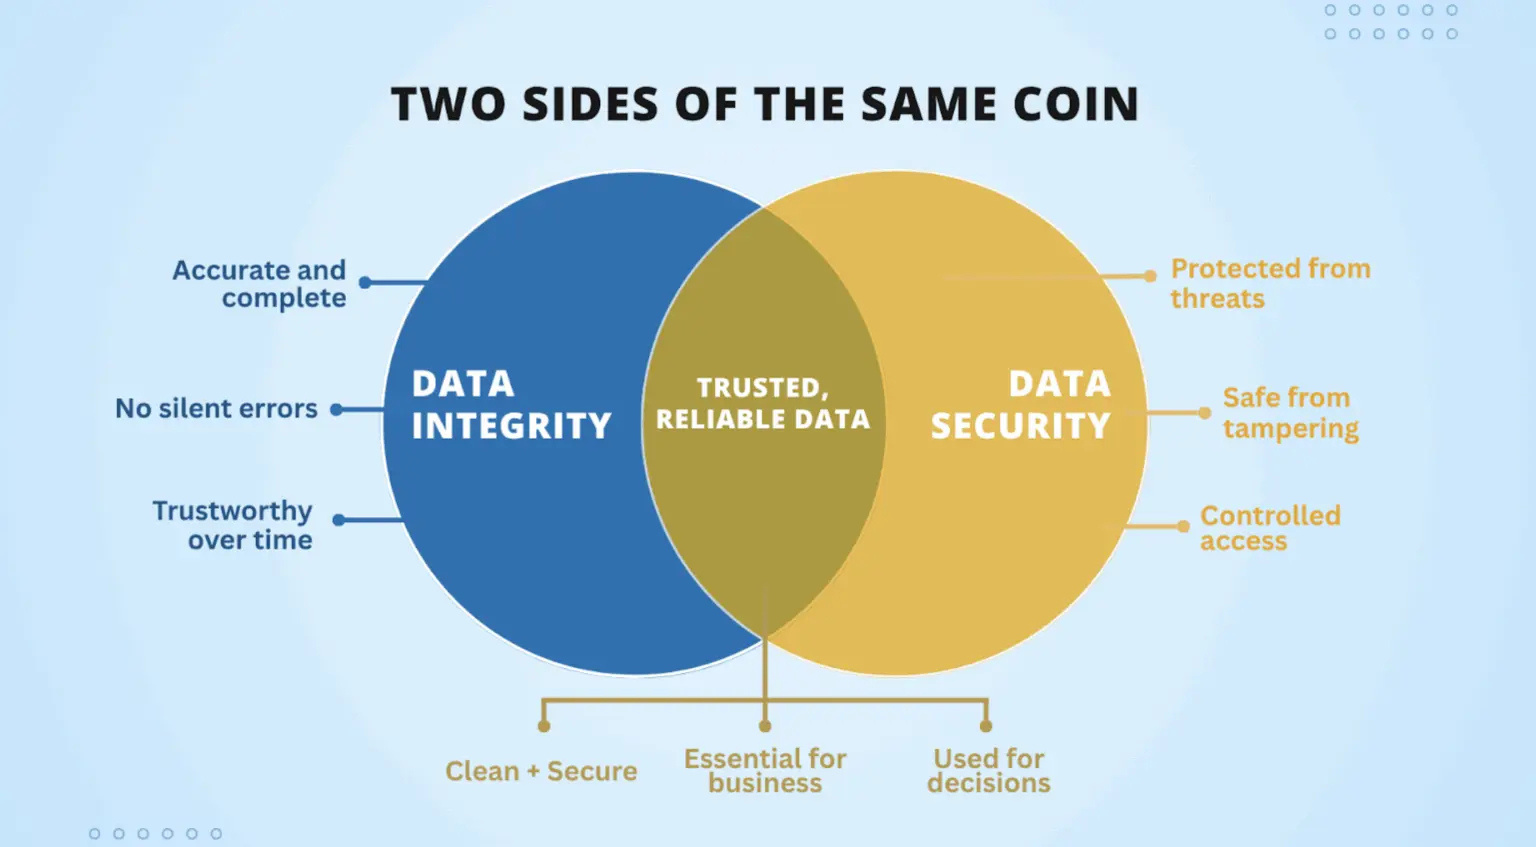 TWO SIDES OF THE SAME COIN
Accurate and
complete
No silent errors
Trustworthy
over time
DATA
INTEGRITY
TRUSTED,
RELIABLE DATA
DATA
SECURITY
Protected from
threats
Safe from
tampering
Controlled
access
Clean + Secure
Essential for
business
Used for
decisions